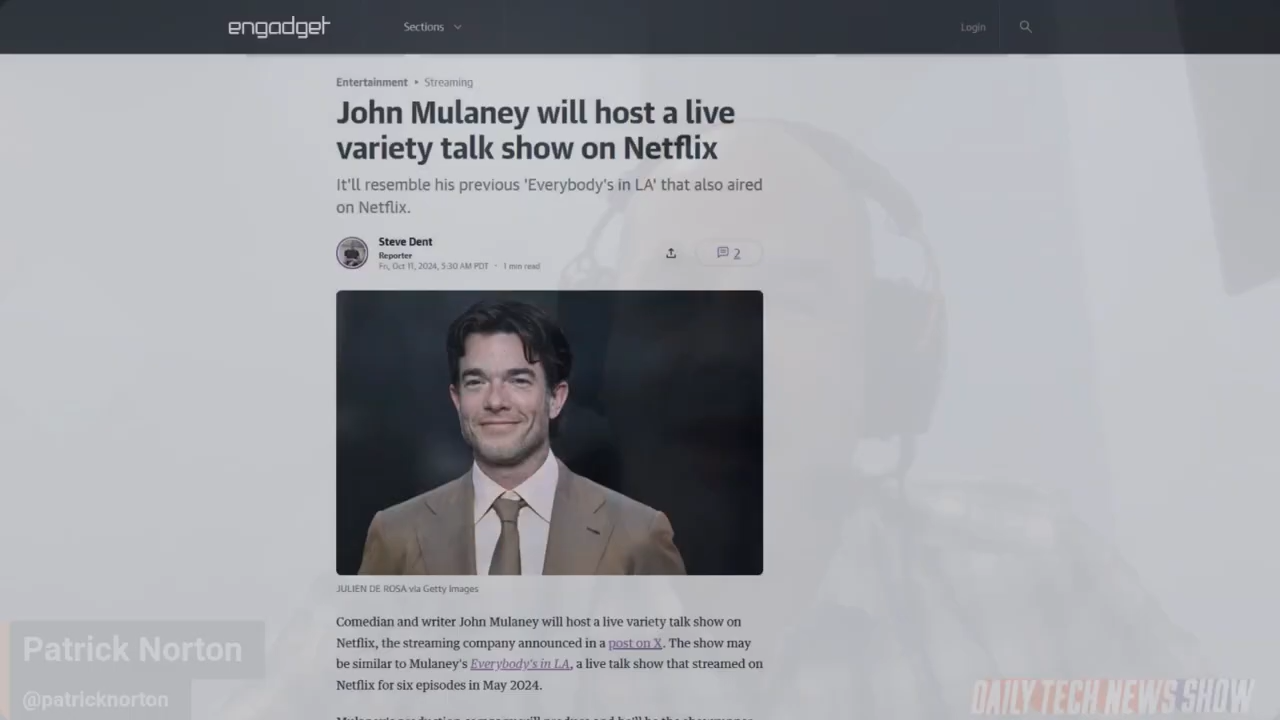 engadget
Sections
Login
Entertainment • Streaming
John Mulaney will host a live
variety talk show on Netflix
It'll resemble his previous 'Everybody's in LA' that also aired
on Netflix.
Steve Dent
Reporter
Fri, Oct 11, 2024, 5:30 AM PDT • 1 min read
2
JULIEN DE ROSA via Getty Images
Comedian and writer John Mulaney will host a live variety talk show on
Netflix, the streaming company announced in a post on X. The show may
be similar to Mulaney's Everybody's in LA, a live talk show that streamed on
Netflix for six episodes in May 2024.
Patrick Norton
@patricknorton
DAILY TECH NEWS SHOW